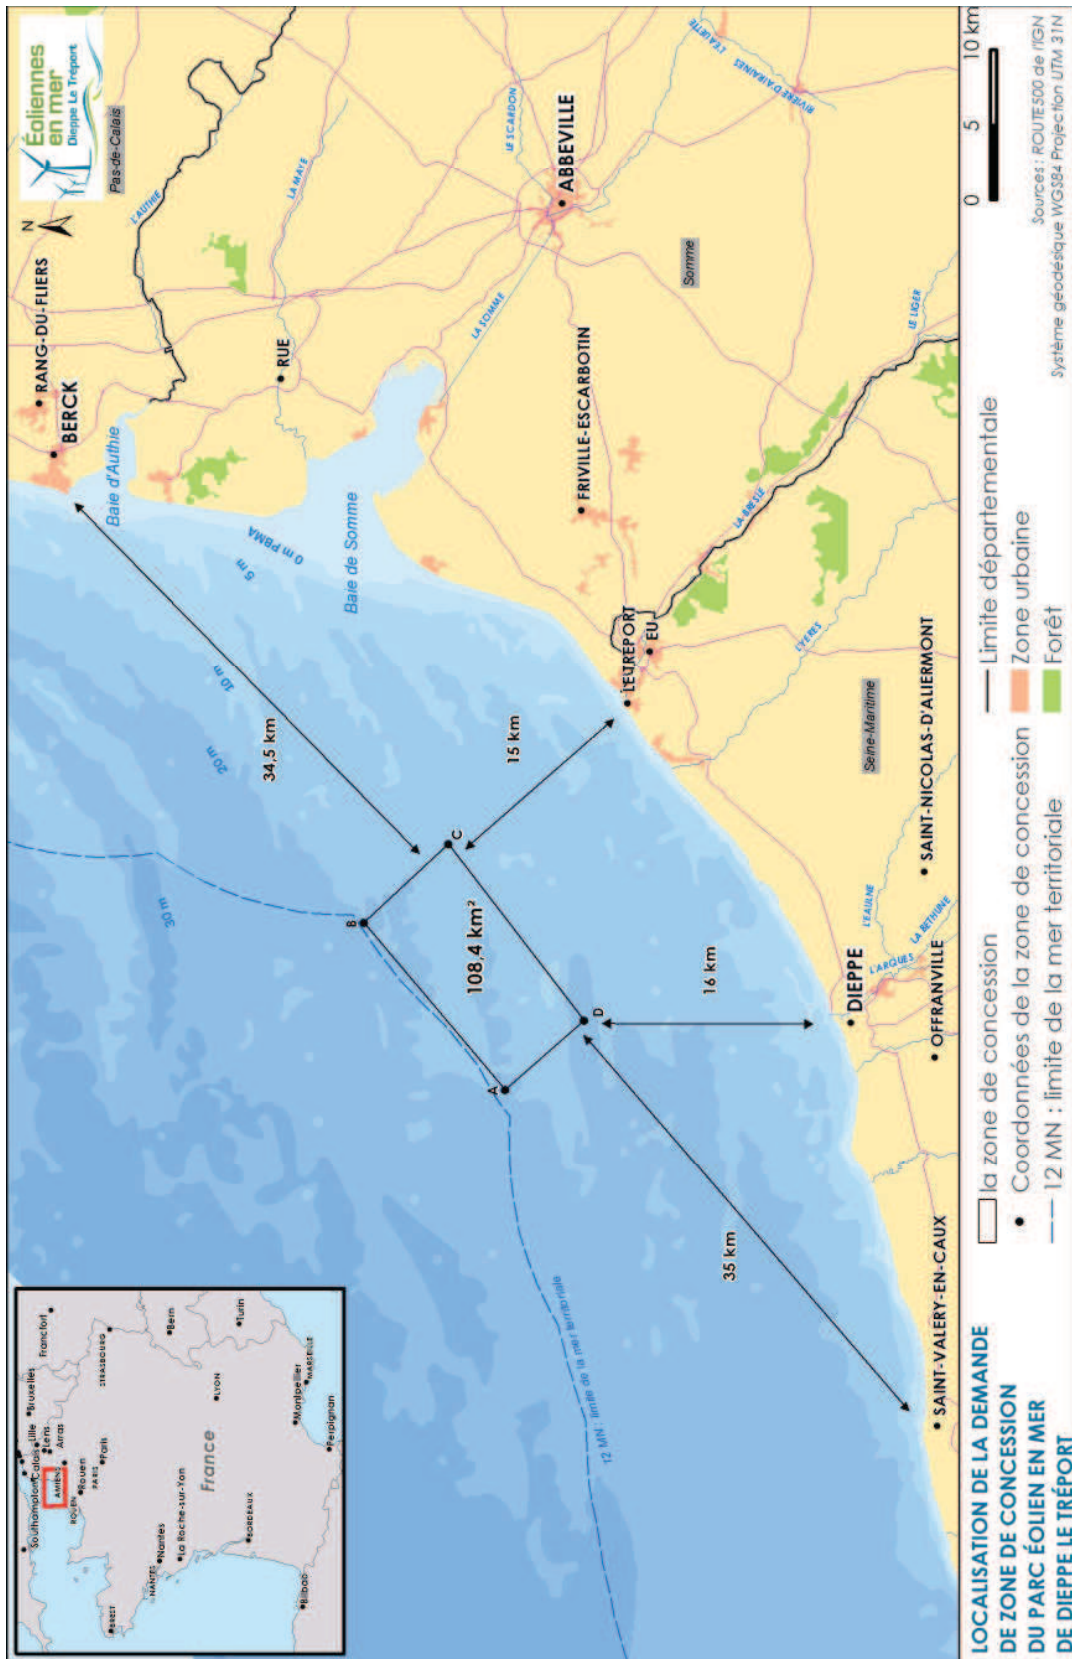 Éoliennes
en mer
Dieppe Le Tréport
N
Pas-de-Calais
RANG-DU-FLIERS
BERCK
L'AUTHIE
LA MAYE
Baie d'Authie
RUE
LE SCARDON
L'EAULETTE
RIVIÈRE D'AIRAINES
ABBEVILLE
LA SOMME
Somme
Baie de Somme
0 m PBMA
5 m
10 m
20 m
30 m
34,5 km
FRIVILLE-ESCARBOTIN
LE LIGER
LA BRESLE
LE TREPORT
EU
L'YERES
15 km
B
C
108,4 km²
A
D
16 km
35 km
Seine-Maritime
SAINT-NICOLAS-D'ALIERMONT
L'EAULNE
LA BETHUNE
L'ARQUES
DIEPPE
OFFRANVILLE
SAINT-VALERY-EN-CAUX
12 MN : limite de la mer territoriale
Southampton
Calais
Lille
Bruxelles
Lens
Arras
Francfort
AMIENS
ROUEN
Rouen
PARIS
Paris
STRASBOURG
BREST
NANTES
Nantes
La Roche-sur-Yon
France
Bern
Turin
LYON
BORDEAUX
Bilbao
Montpellier
MARSEILLE
Perpignan
LOCALISATION DE LA DEMANDE
DE ZONE DE CONCESSION
DU PARC ÉOLIEN EN MER
DE DIEPPE LE TRÉPORT
la zone de concession
Coordonnées de la zone de concession
12 MN : limite de la mer territoriale
Limite départementale
Zone urbaine
Forêt
0 5 10 km
Sources : ROUTE500 de l'IGN
Système géodésique WGS84 Projection UTM 31N